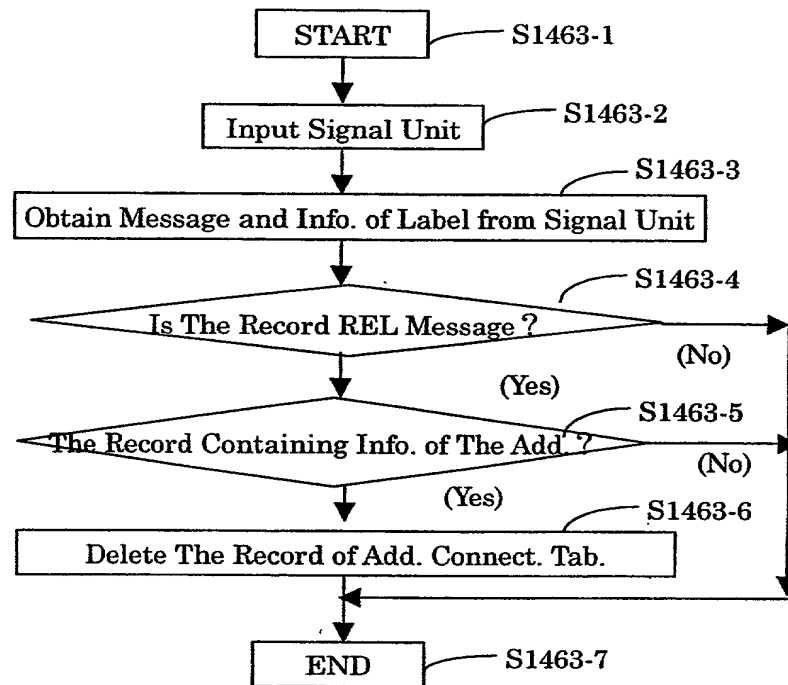 START
S1463-1
Input Signal Unit
S1463-2
S1463-3
Obtain Message and Info. of Label from Signal Unit
S1463-4
Is The Record REL Message ?
(No)
(Yes)
S1463-5
The Record Containing Info. of The Add. ?
(No)
(Yes)
S1463-6
Delete The Record of Add. Connect. Tab.
END
S1463-7